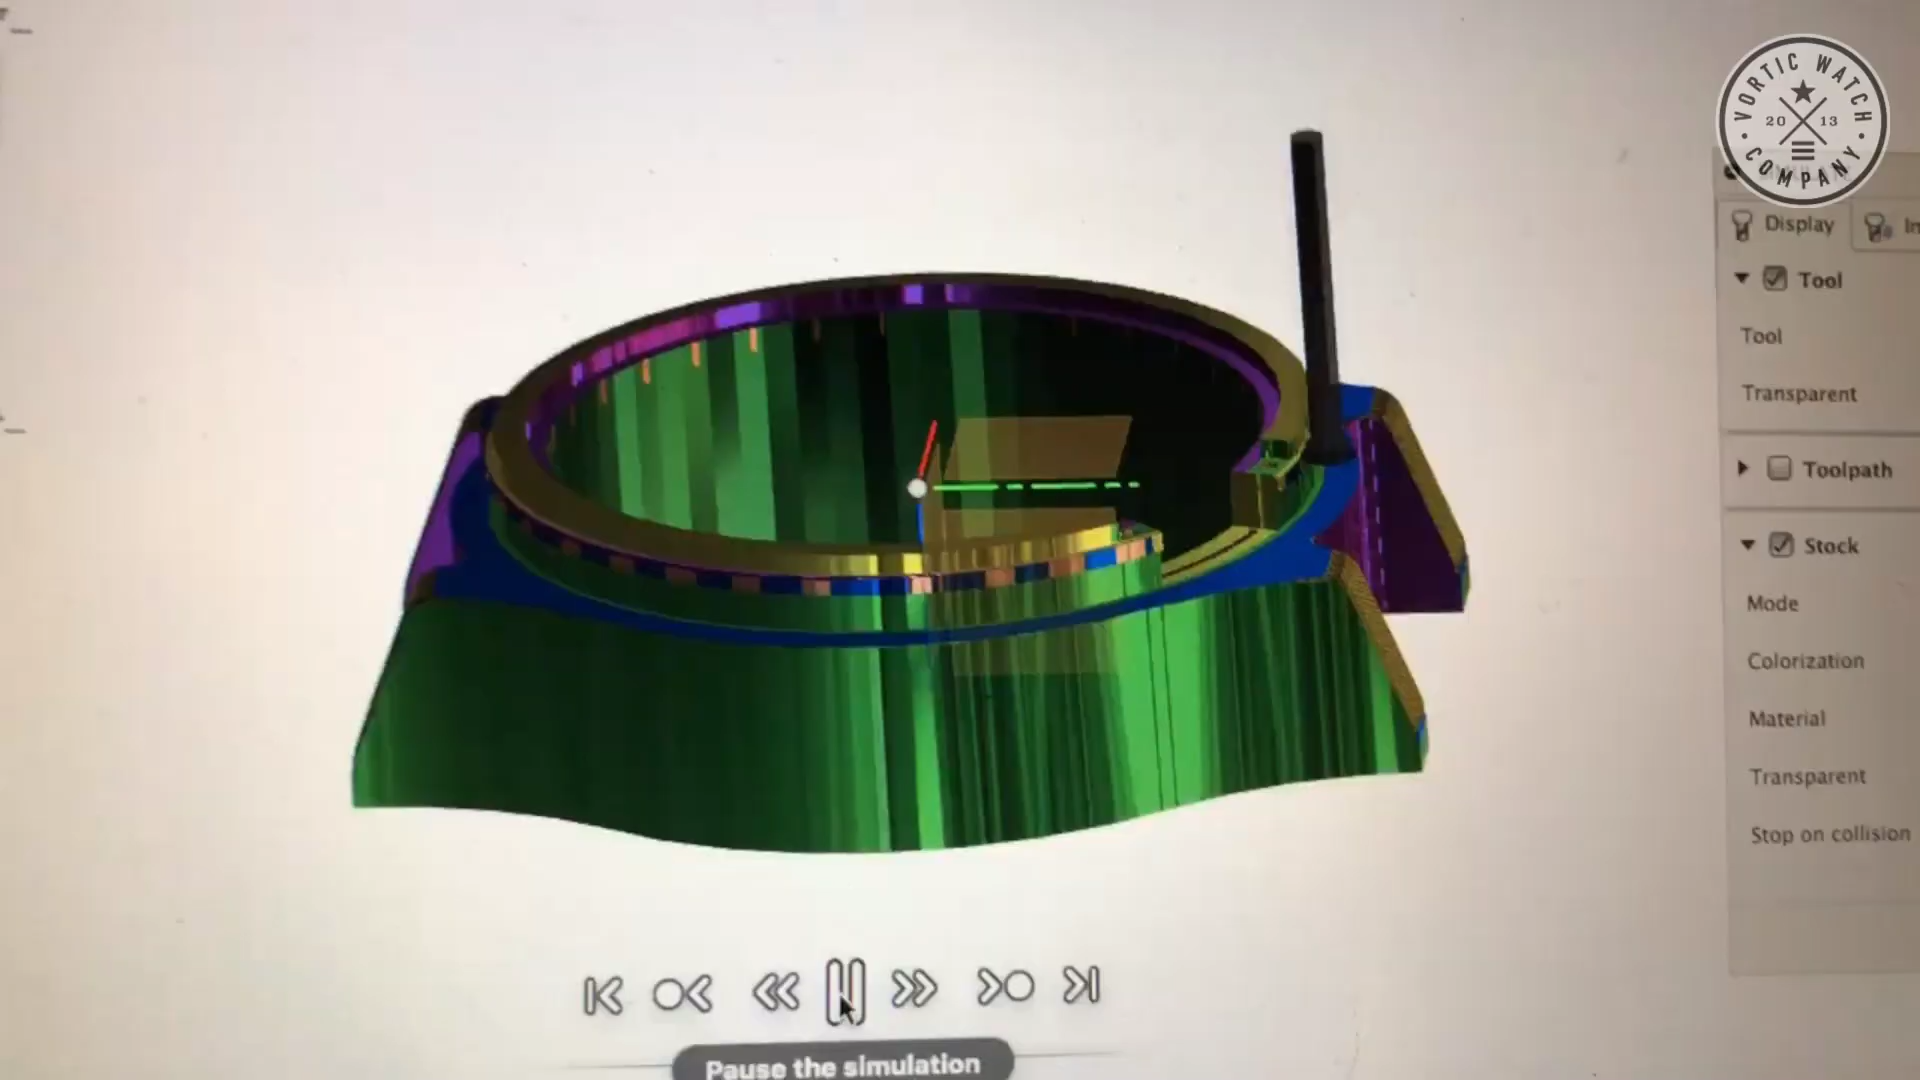 VORTIC WATCH
20 13
COMPANY
Display
In
Tool
Tool
Transparent
Toolpath
Stock
Mode
Colorization
Material
Transparent
Stop on collision
Pause the simulation